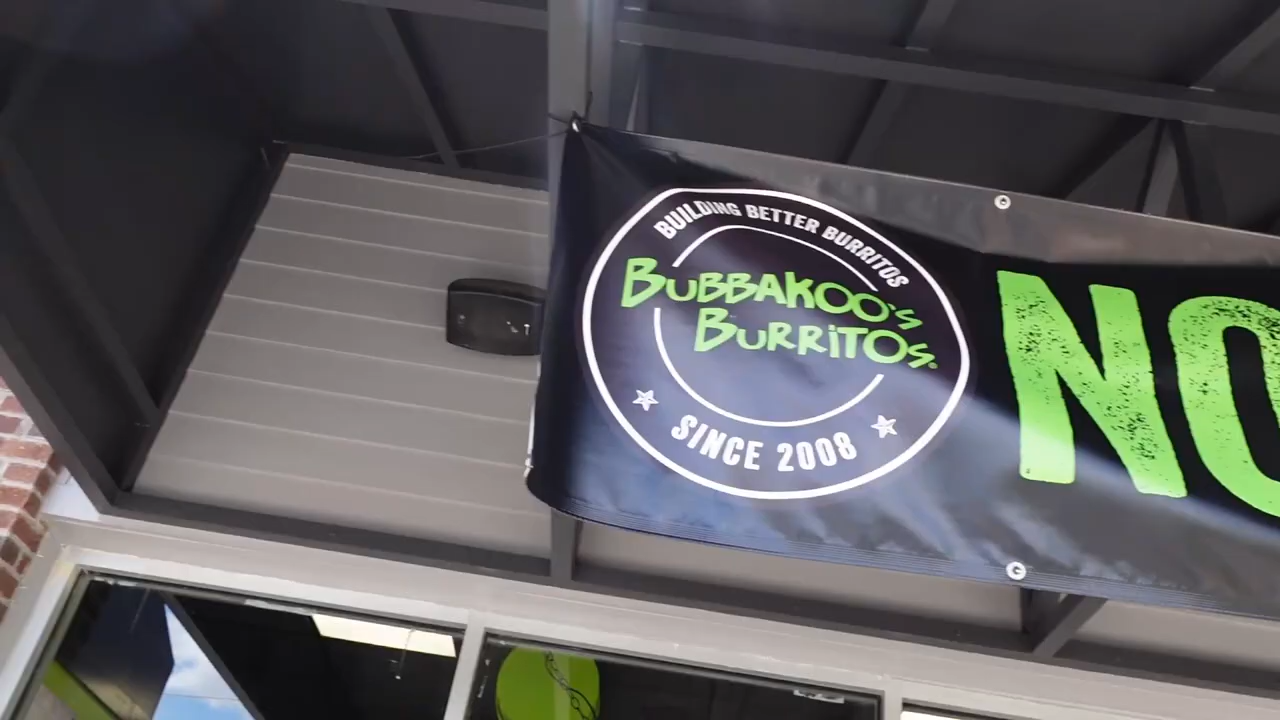 BUILDING BETTER BURRITOS
BUBBAKOO'S
BURRITOS
SINCE 2008
NO